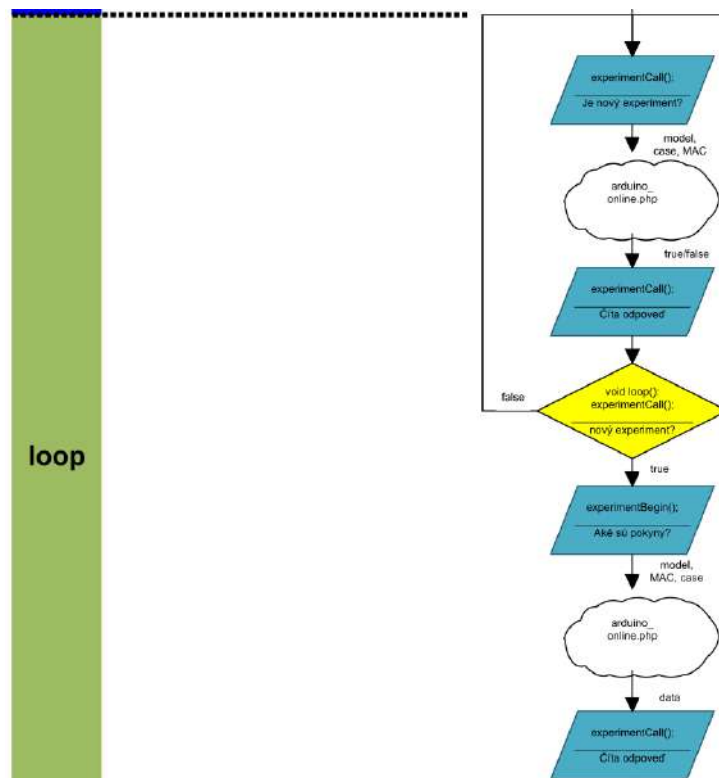 experimentCall();
Je nový experiment?
model,
case, MAC
arduino_
online.php
true/false
experimentCall();
Číta odpoveď
false
void loop():
experimentCall();
nový experiment?
loop
true
experimentBegin();
Aké sú pokyny?
model,
MAC, case
arduino_
online.php
data
experimentCall();
Číta odpoveď